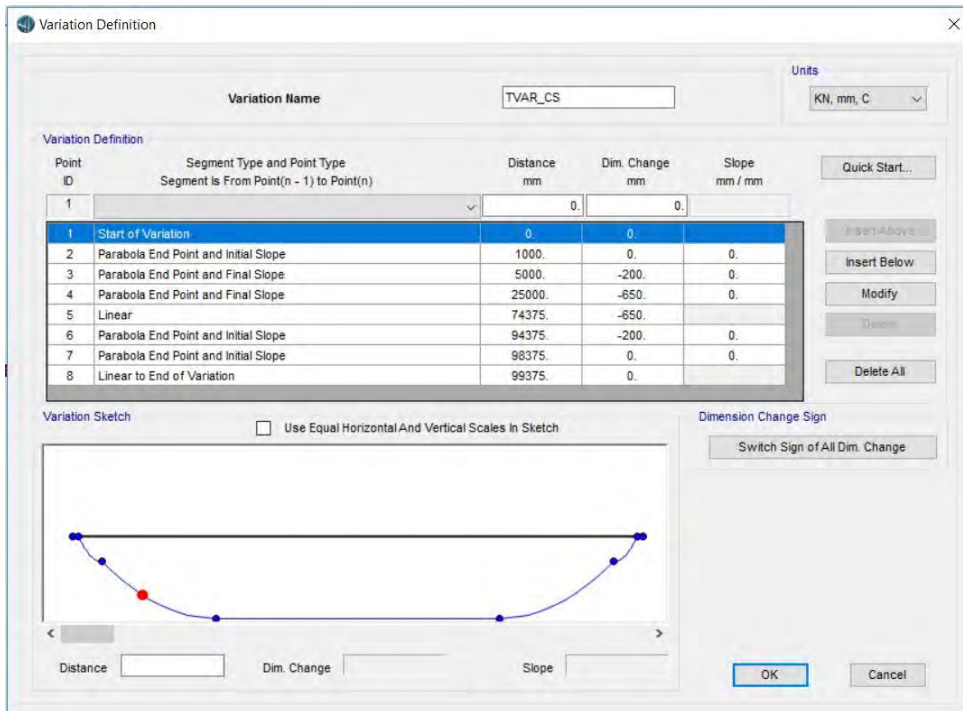 Variation Definition
Units
Variation Name TVAR_CS KN, mm, C
Variation Definition
Point Segment Type and Point Type Distance Dim. Change Slope
ID Segment Is From Point(n - 1) to Point(n) mm mm mm / mm
Quick Start...
1 0. 0.
1 Start of Variation 0. 0.
Insert Above
2 Parabola End Point and Initial Slope 1000. 0. 0.
Insert Below
3 Parabola End Point and Final Slope 5000. -200. 0.
4 Parabola End Point and Final Slope 25000. -650. 0.
Modify
5 Linear 74375. -650.
Delete
6 Parabola End Point and Initial Slope 94375. -200. 0.
7 Parabola End Point and Initial Slope 98375. 0. 0.
8 Linear to End of Variation 99375. 0.
Delete All
Variation Sketch
Use Equal Horizontal And Vertical Scales In Sketch
Dimension Change Sign
Switch Sign of All Dim. Change
Distance Dim. Change Slope
OK Cancel